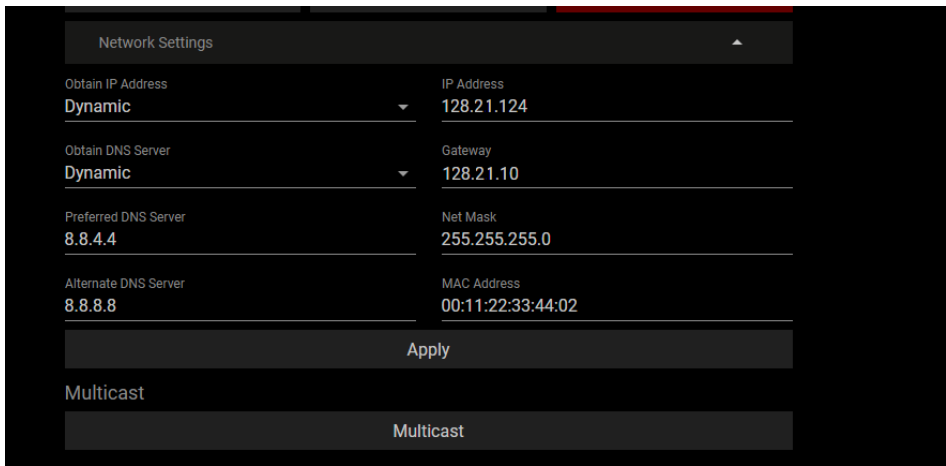 Network Settings
Obtain IP Address
Dynamic
IP Address
128.21.124
Obtain DNS Server
Dynamic
Gateway
128.21.10
Preferred DNS Server
8.8.4.4
Net Mask
255.255.255.0
Alternate DNS Server
8.8.8.8
MAC Address
00:11:22:33:44:02
Apply
Multicast
Multicast